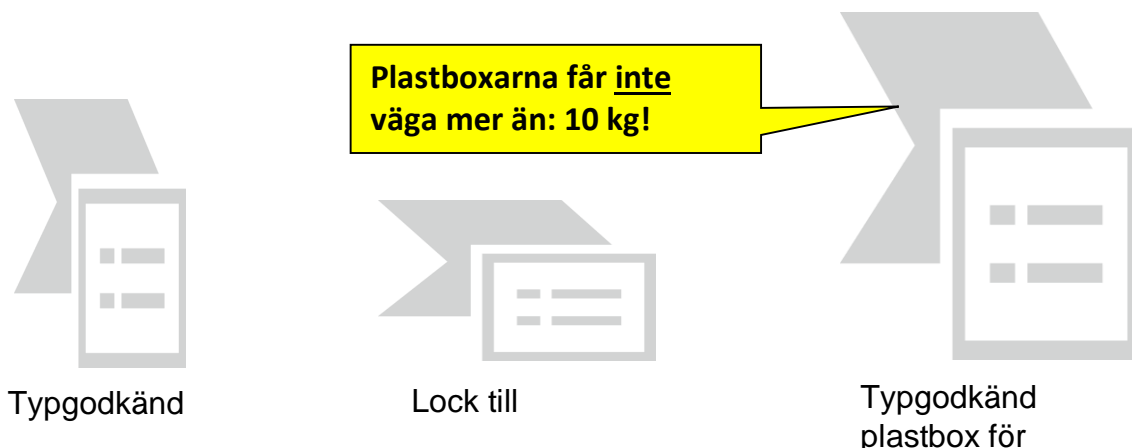 Plastboxarna får inte
väga mer än: 10 kg!
Typgodkänd
Lock till
Typgodkänd
plastbox för